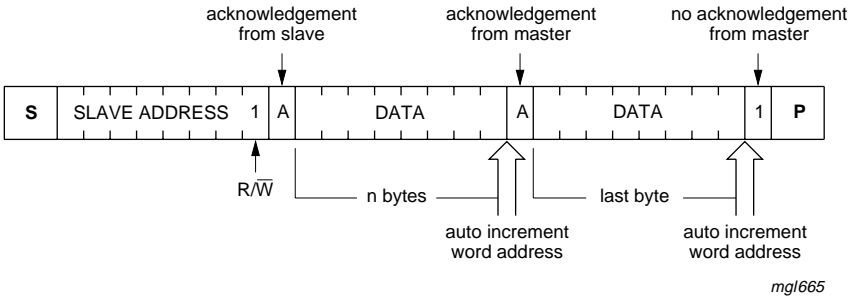 acknowledgement from slave
acknowledgement from master
no acknowledgement from master
S SLAVE ADDRESS 1 A DATA A DATA 1 P
R/W̅
n bytes
last byte
auto increment word address
auto increment word address
mgl665